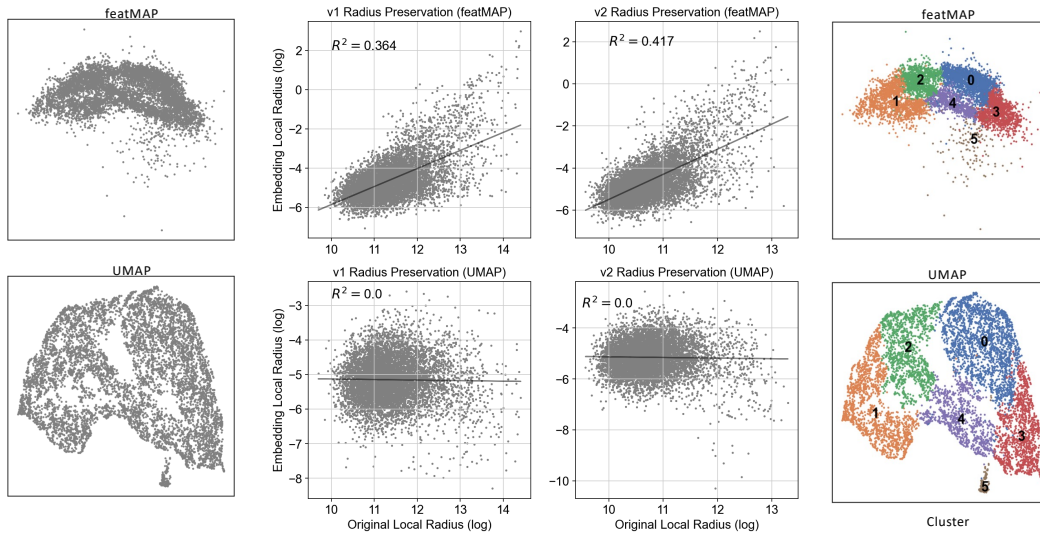 featMAP
v1 Radius Preservation (featMAP)
v2 Radius Preservation (featMAP)
featMAP
R² = 0.364
R² = 0.417
Embedding Local Radius (log)
2
0
−2
−4
−6
10 11 12 13 14
Embedding Local Radius (log)
2
0
−2
−4
−6
10 11 12 13
2
0
1
4
3
5
UMAP
v1 Radius Preservation (UMAP)
v2 Radius Preservation (UMAP)
UMAP
R² = 0.0
R² = 0.0
Embedding Local Radius (log)
−3
−4
−5
−6
−7
−8
10 11 12 13 14
Original Local Radius (log)
−4
−6
−8
−10
10 11 12 13
Original Local Radius (log)
0
2
1
4
3
5
Cluster